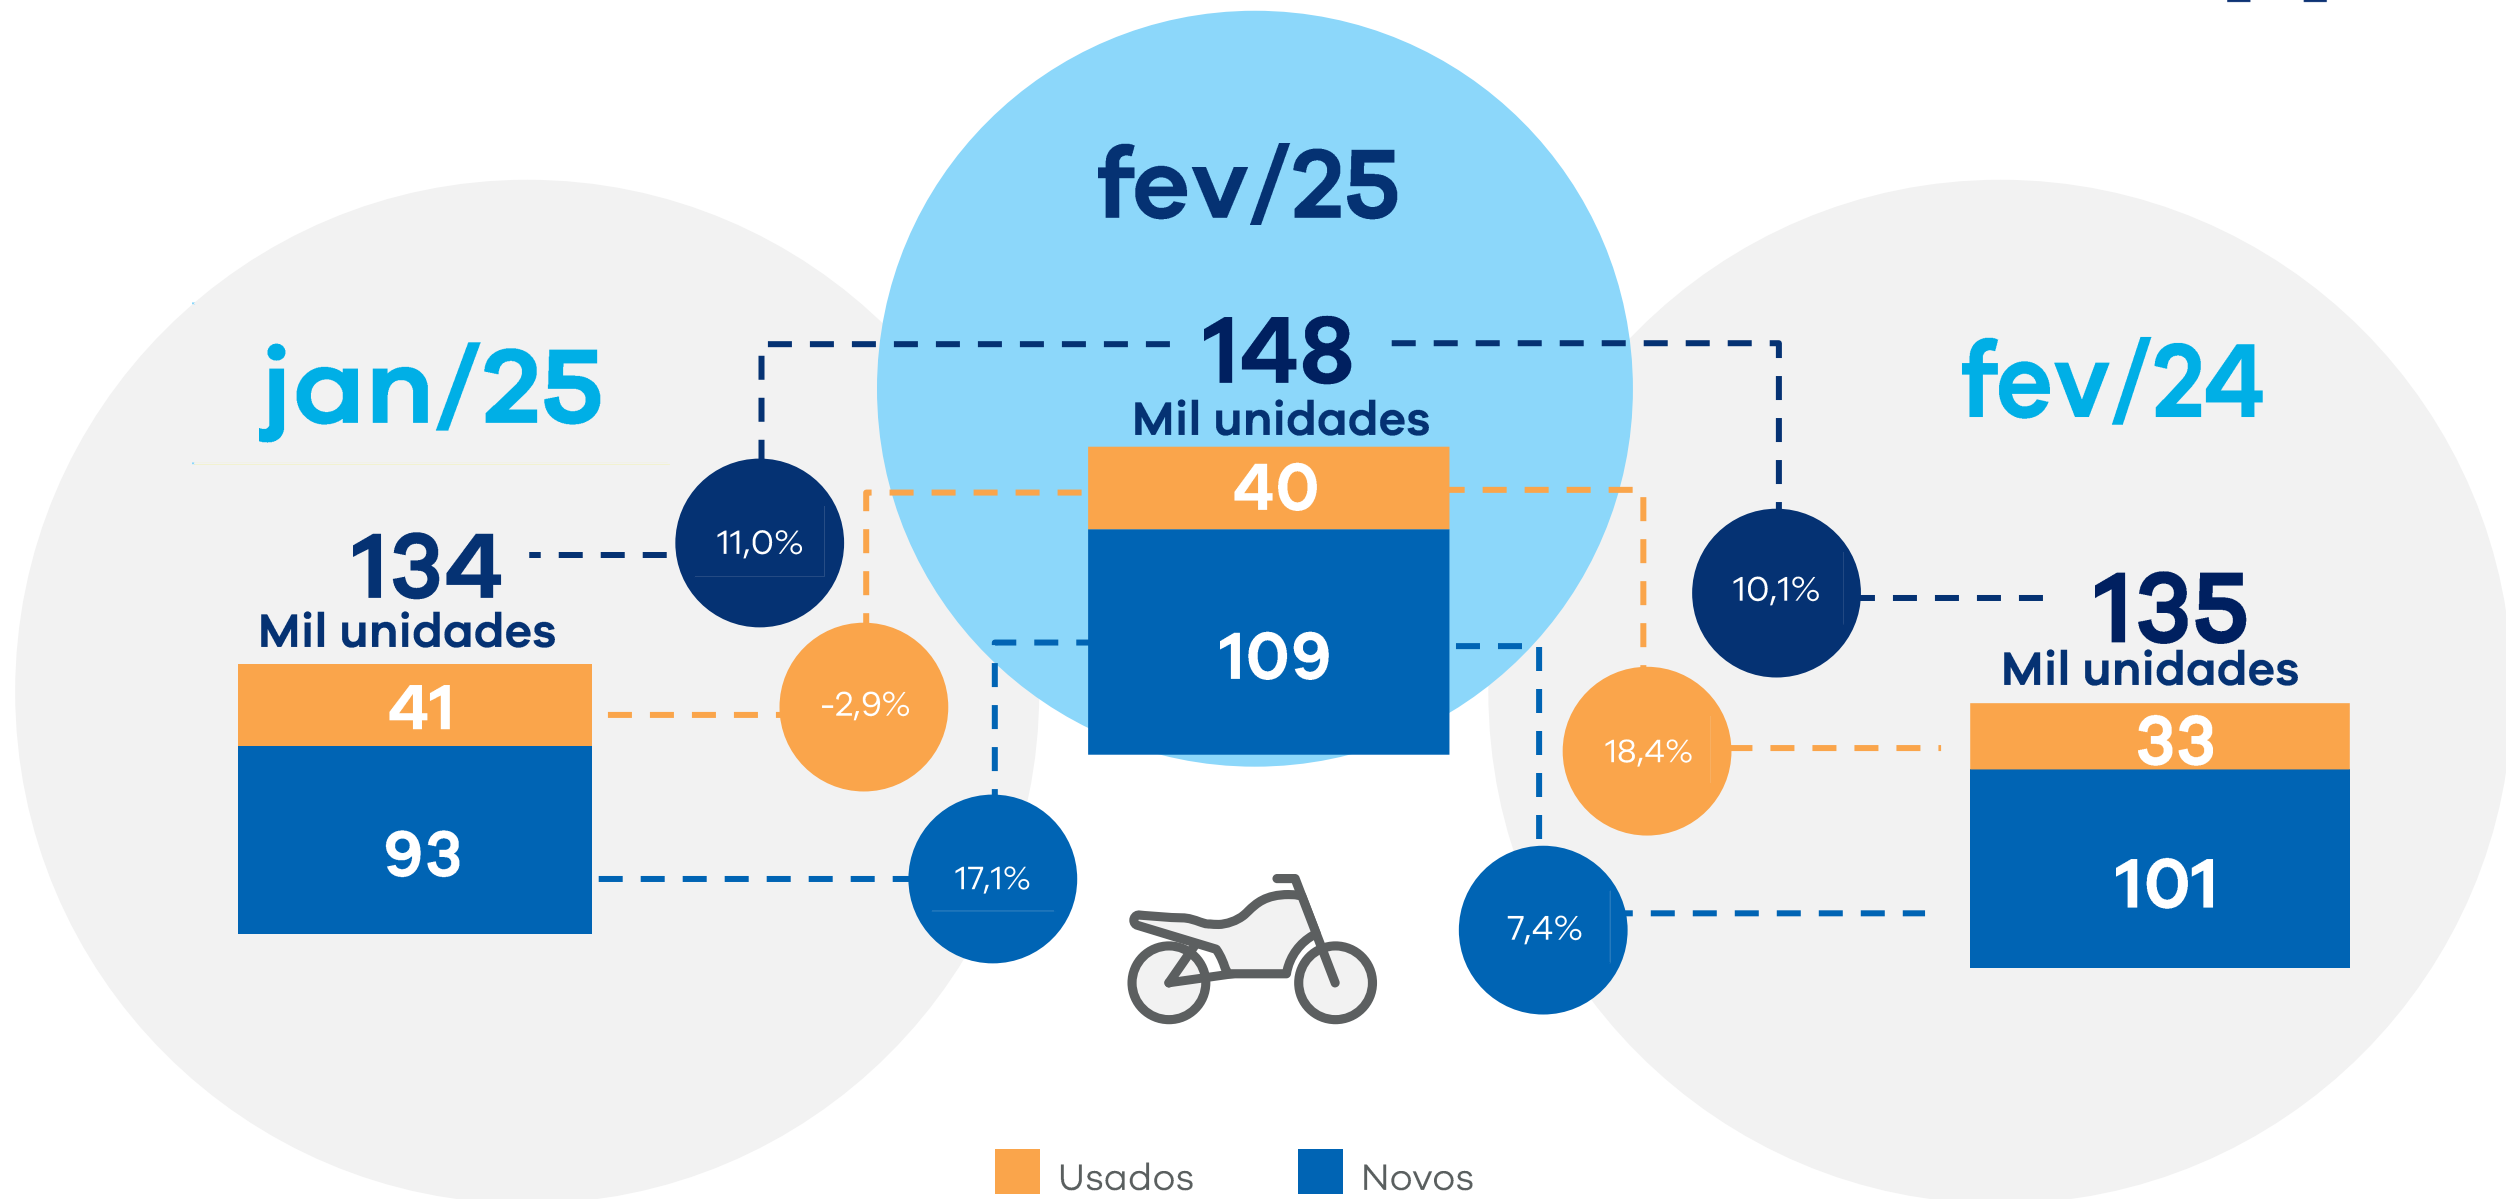 fev//25
jan/25
fev/24
148
Mil unidades
134
Mil unidades
135
Mil unidades
40
109
41
93
33
101
11,0%
-2,9%
17,1%
10,1%
18,4%
7,4%
Usados
Novos